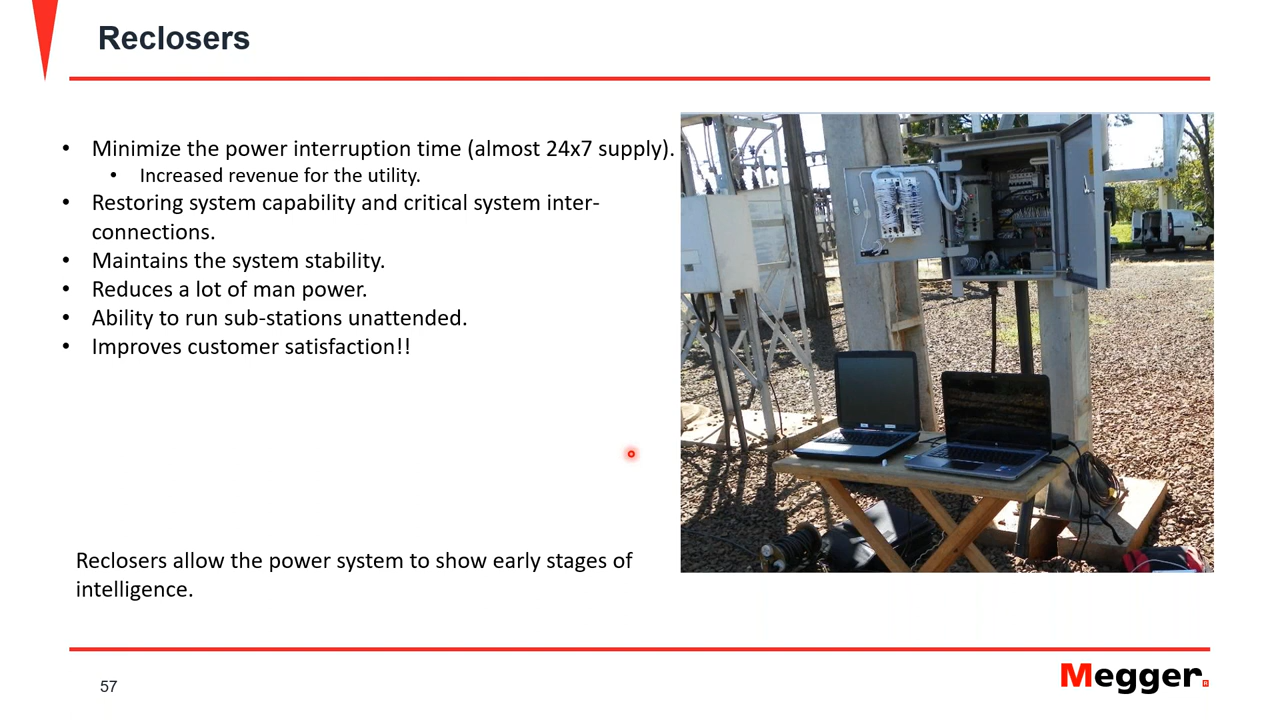 Reclosers
• Minimize the power interruption time (almost 24x7 supply).
• Increased revenue for the utility.
• Restoring system capability and critical system inter-
connections.
• Maintains the system stability.
• Reduces a lot of man power.
• Ability to run sub-stations unattended.
• Improves customer satisfaction!!
Reclosers allow the power system to show early stages of
intelligence.
57
Megger.